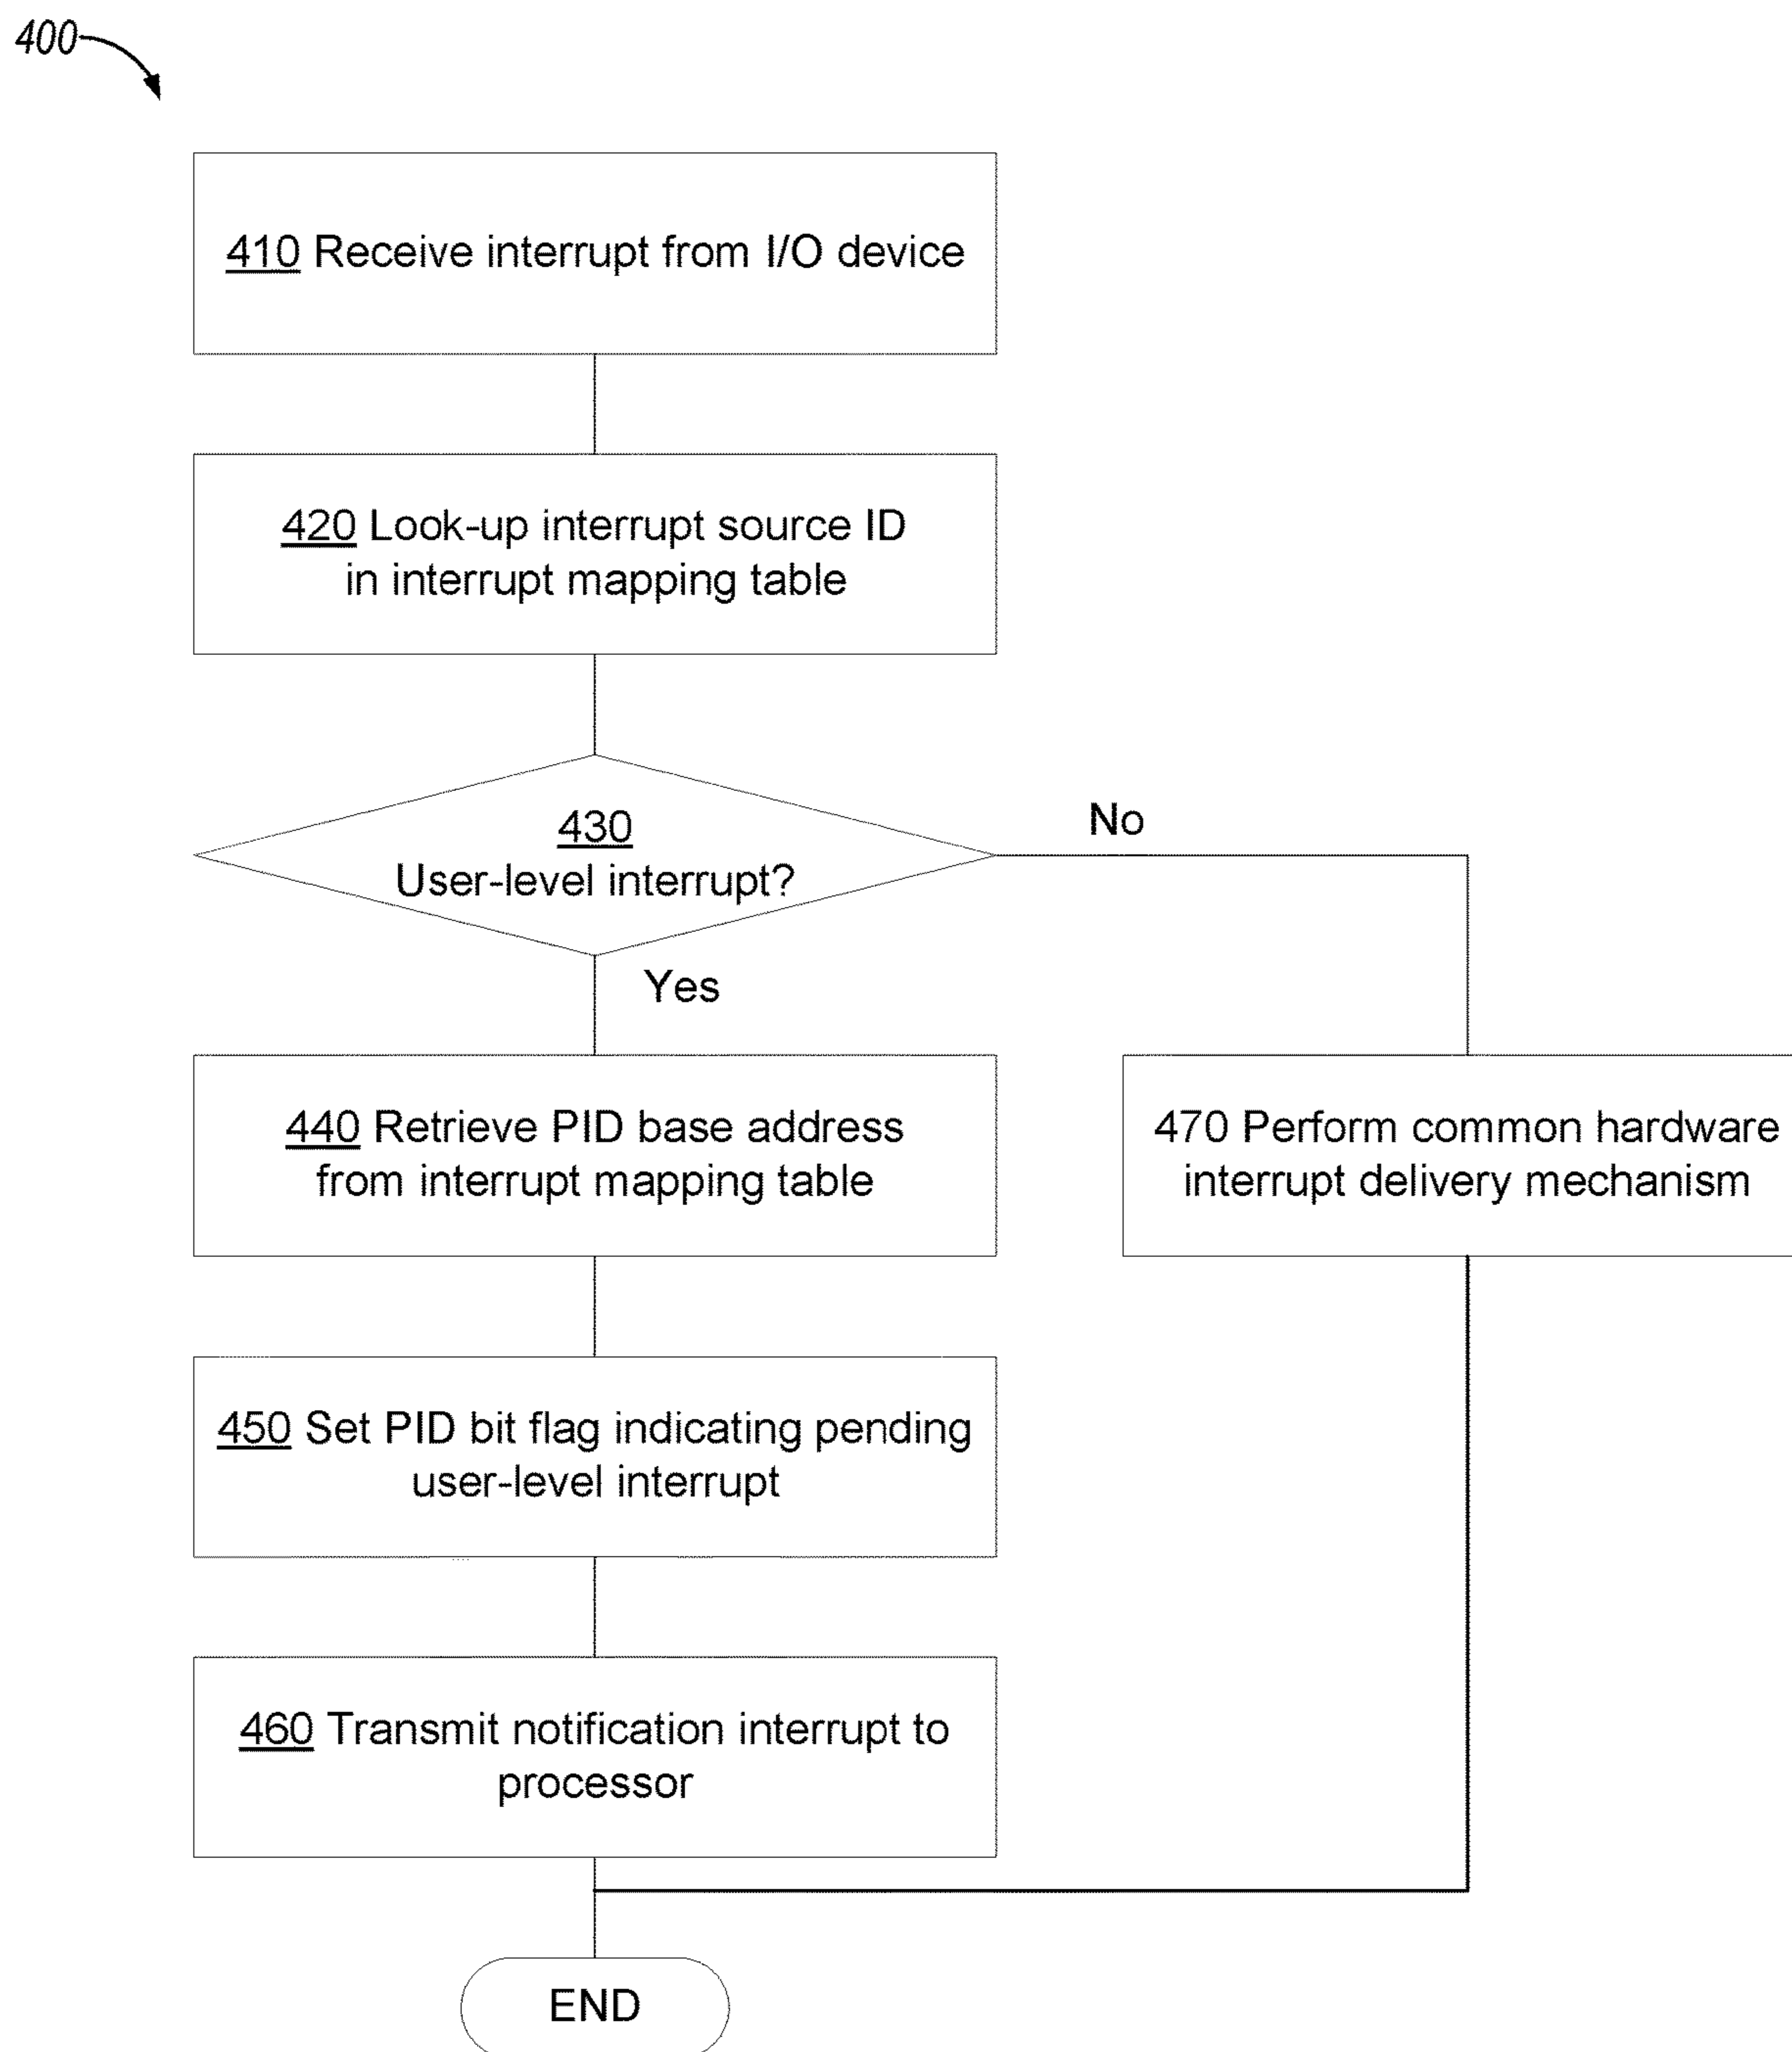 400
410 Receive interrupt from I/O device
420 Look-up interrupt source ID
in interrupt mapping table
430
User-level interrupt?
No
Yes
440 Retrieve PID base address
from interrupt mapping table
470 Perform common hardware
interrupt delivery mechanism
450 Set PID bit flag indicating pending
user-level interrupt
460 Transmit notification interrupt to
processor
END